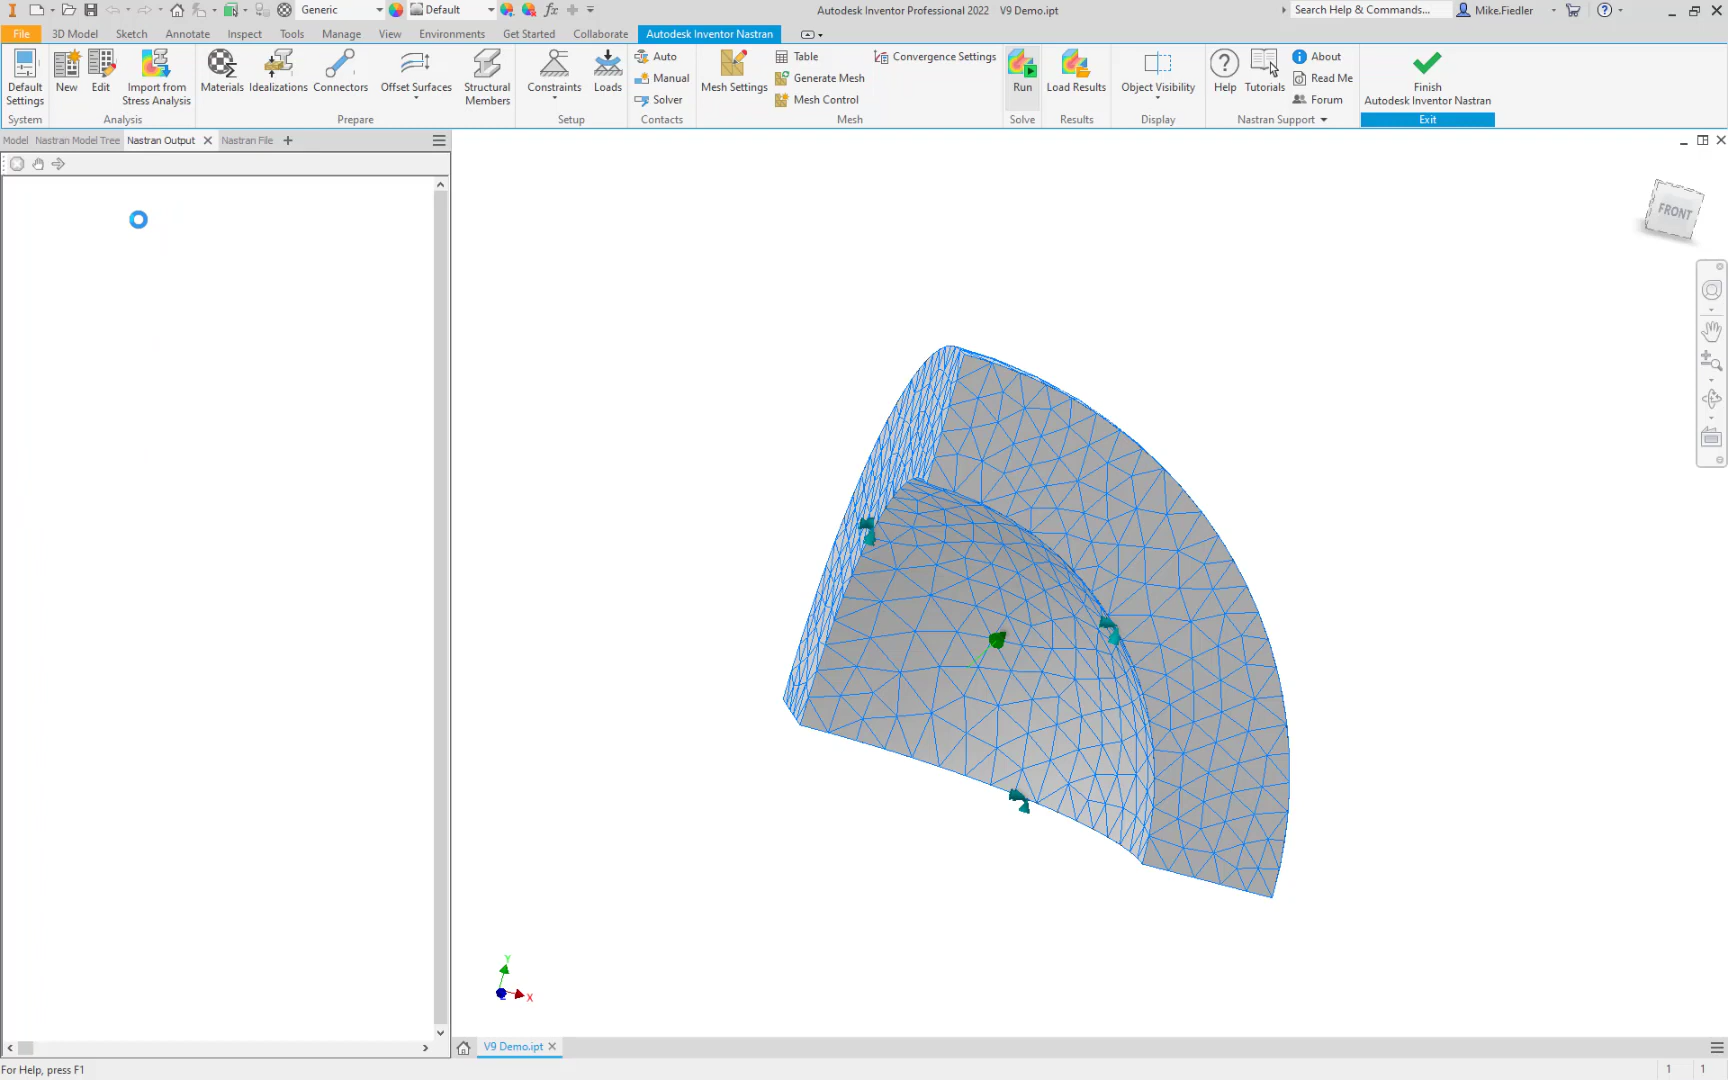 Generic Default fx Autodesk Inventor Professional 2022 V9 Demo.ipt Search Help & Commands... Mike.Fiedler
File 3D Model Sketch Annotate Inspect Tools Manage View Environments Get Started Collaborate Autodesk Inventor Nastran
Default Settings New Edit Import from Stress Analysis Materials Idealizations Connectors Offset Surfaces Structural Members Constraints Loads
Auto
Manual
Solver
Mesh Settings
Table
Generate Mesh
Mesh Control
Convergence Settings
Run Load Results Object Visibility Help Tutorials
About
Read Me
Forum
Finish
Autodesk Inventor Nastran
System Analysis Prepare Setup Contacts Mesh Solve Results Display Nastran Support Exit
Model Nastran Model Tree Nastran Output Nastran File
FRONT
Y
X
V9 Demo.ipt
For Help, press F1 1 1